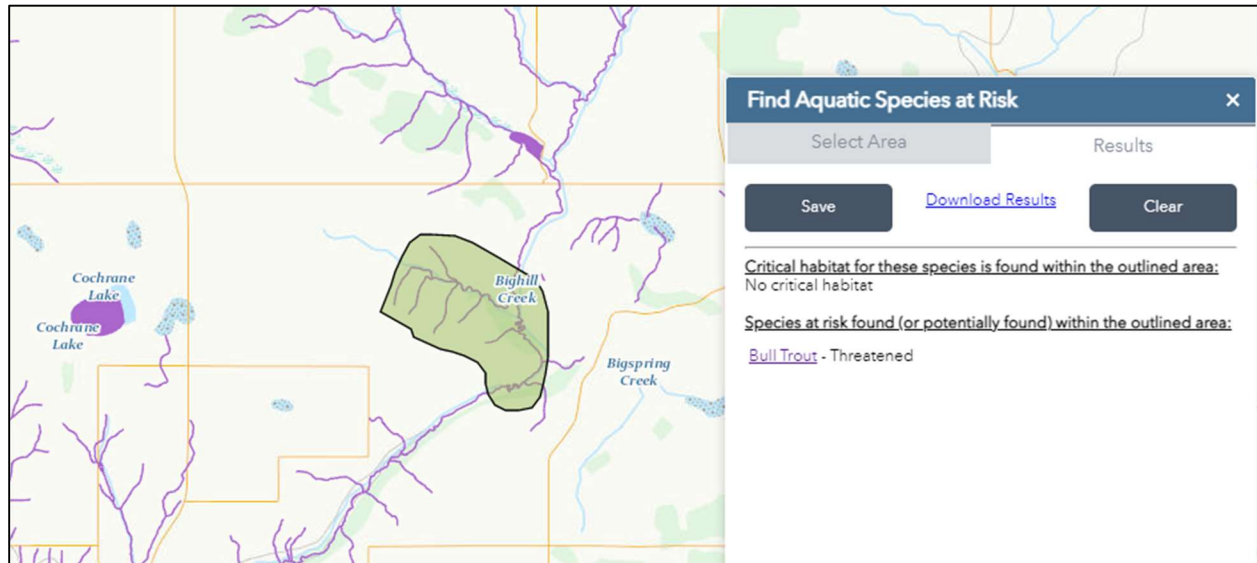 Find Aquatic Species at Risk
×
Select Area
Results
Save
Download Results
Clear
Critical habitat for these species is found within the outlined area:
No critical habitat
Species at risk found (or potentially found) within the outlined area:
Bull Trout - Threatened
Cochrane
Lake
Cochrane
Lake
Bighill
Creek
Bigspring
Creek